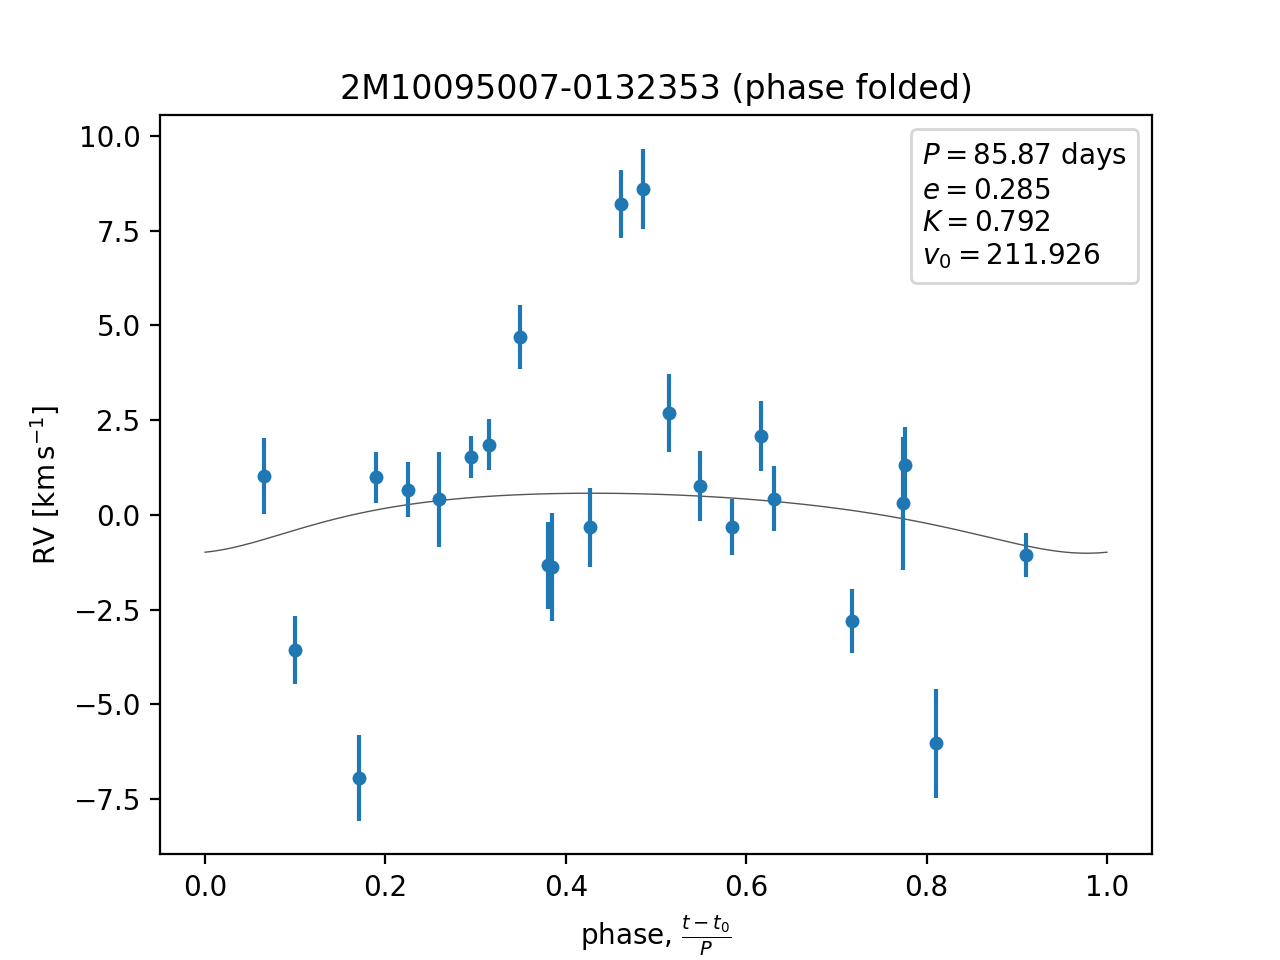 2M10095007-0132353 (phase folded)
P = 85.87 days
e = 0.285
K = 0.792
v₀ = 211.926
10.0
7.5
5.0
2.5
0.0
−2.5
−5.0
−7.5
RV [km s⁻¹]
0.0 0.2 0.4 0.6 0.8 1.0
phase, (t − t₀)/P